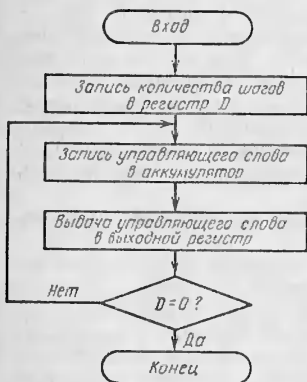 Вход
Запись количества шагов
в регистр D
Запись управляющего слова
в аккумулятор
Выдача управляющего слова
в выходной регистр
Нет
D=0 ?
Да
Конец